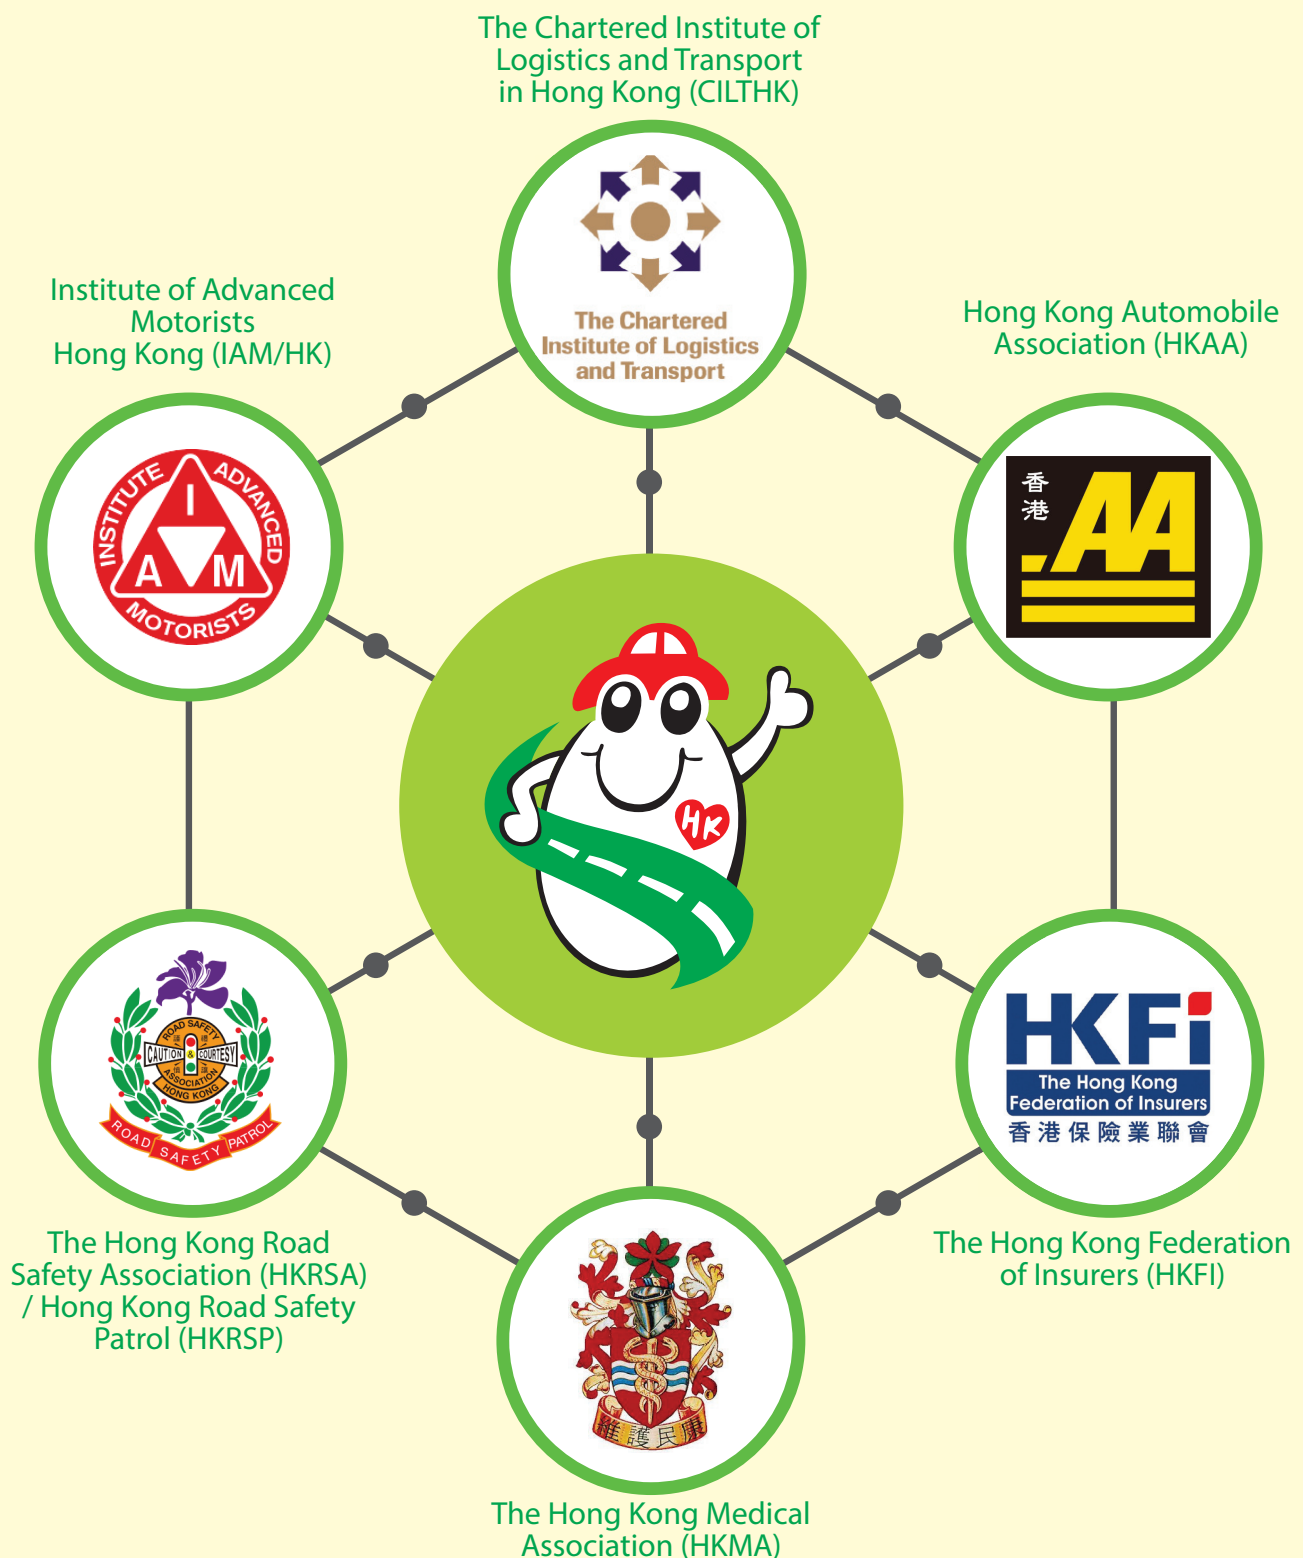 The Chartered Institute of
Logistics and Transport
in Hong Kong (CILTHK)
The Chartered
Institute of Logistics
and Transport
Institute of Advanced
Motorists
Hong Kong (IAM/HK)
INSTITUTE ADVANCED
I
A M
MOTORISTS
Hong Kong Automobile
Association (HKAA)
香港
AA
HK
ROAD SAFETY
CAUTION & COURTESY
ASSOCIATION
HONG KONG
ROAD SAFETY PATROL
The Hong Kong Road
Safety Association (HKRSA)
/ Hong Kong Road Safety
Patrol (HKRSP)
HKFi
The Hong Kong
Federation of Insurers
香港保險業聯會
The Hong Kong Federation
of Insurers (HKFI)
維護民康
The Hong Kong Medical
Association (HKMA)